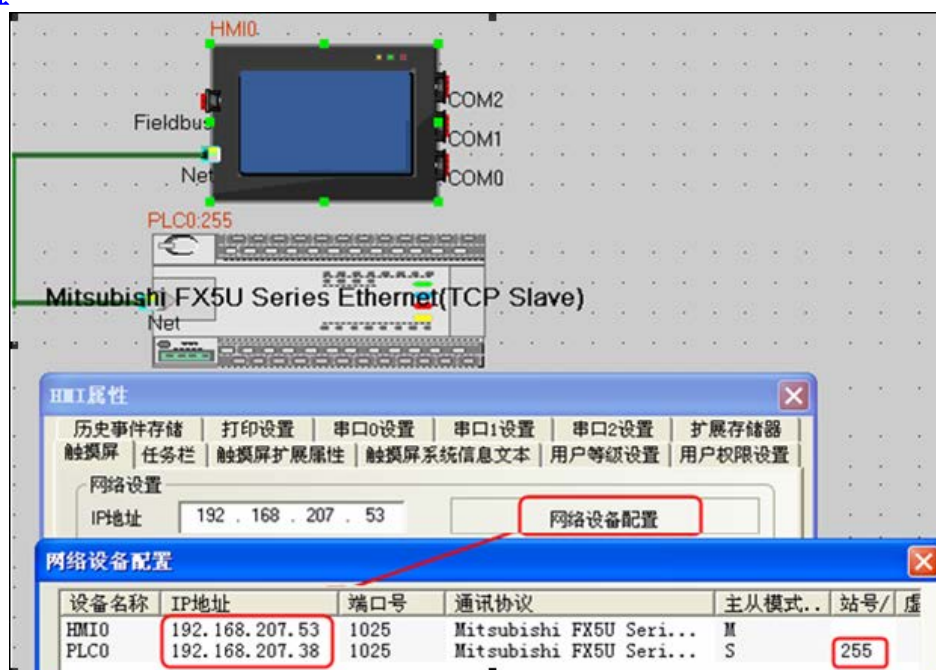 HMI0
COM2
Fieldbus
COM1
Net
COM0
PLC0:255
Mitsubishi FX5U Series Ethernet(TCP Slave)
Net
HMI属性
历史事件存储 打印设置 串口0设置 串口1设置 串口2设置 扩展存储器
触摸屏 任务栏 触摸屏扩展属性 触摸屏系统信息文本 用户等级设置 用户权限设置
网络设置
IP地址 192 . 168 . 207 . 53 网络设备配置
网络设备配置
设备名称 IP地址 端口号 通讯协议 主从模式.. 站号/ 虚
HMI0 192.168.207.53 1025 Mitsubishi FX5U Seri... M
PLC0 192.168.207.38 1025 Mitsubishi FX5U Seri... S 255